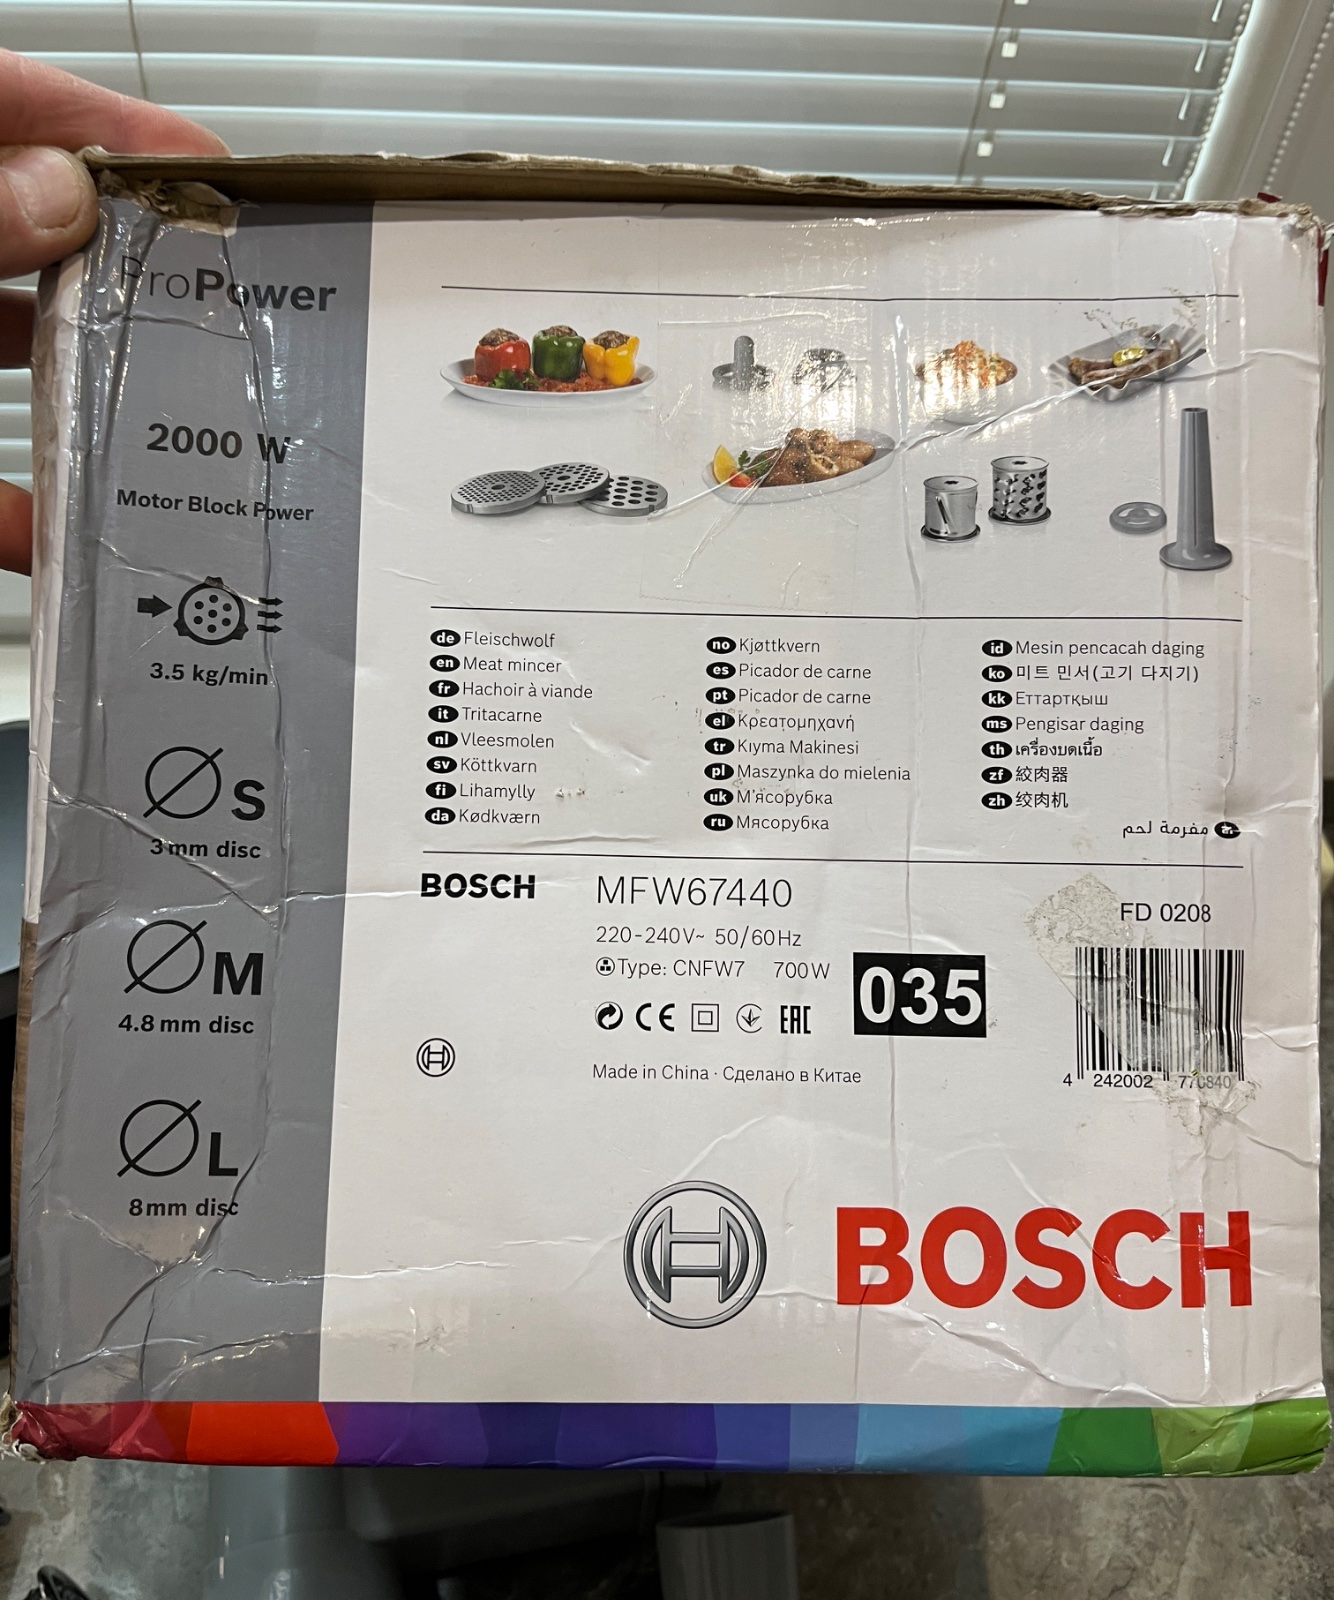 ProPower
2000 W
Motor Block Power
3.5 kg/min
S
3 mm disc
M
4.8 mm disc
L
8 mm disc
de Fleischwolf
en Meat mincer
fr Hachoir à viande
it Tritacarne
nl Vleesmolen
sv Köttkvarn
fi Lihamylly
da Kødkværn
no Kjøttkvern
es Picador de carne
pt Picador de carne
el Κρεατομηχανή
tr Kıyma Makinesi
pl Maszynka do mielenia
uk М'ясорубка
ru Мясорубка
id Mesin pencacah daging
ko 미트 민서(고기 다지기)
kk Еттартқыш
ms Pengisar daging
th เครื่องบดเนื้อ
zf 絞肉器
zh 绞肉机
مفرمة لحم
BOSCH
MFW67440
220-240V~ 50/60Hz
Type: CNFW7 700W
035
CE
EAC
Made in China · Сделано в Китае
FD 0208
4 242002 770840
BOSCH